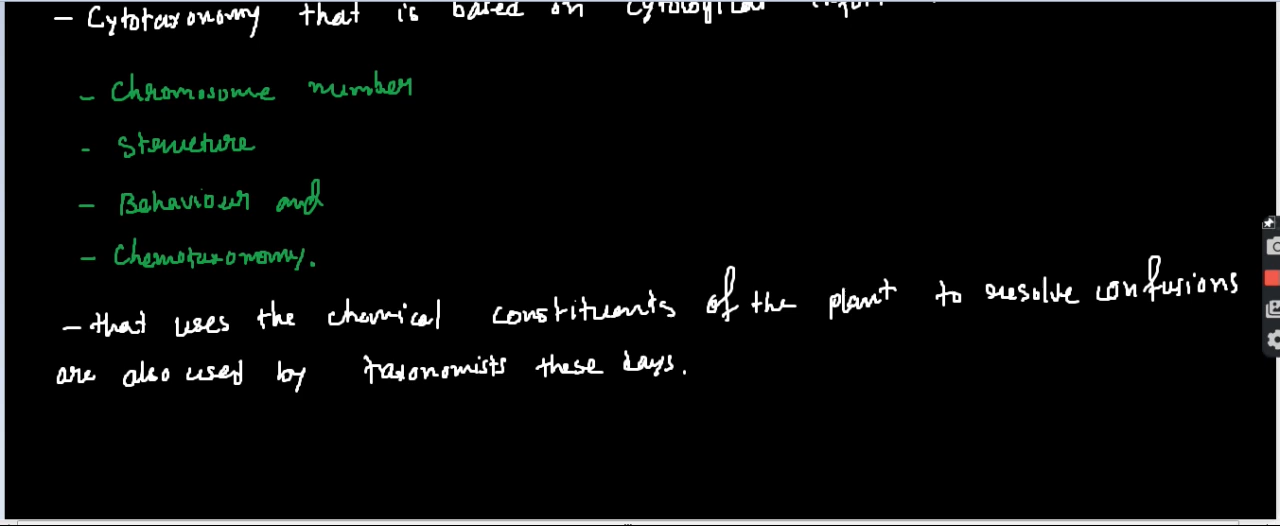 - Cytotaxonomy that is based on cytological
- Chromosome number
- Structure
- Behaviour and
- Chemotaxonomy.
- that uses the chemical constituents of the plant to resolve confusions
are also used by taxonomists these days.